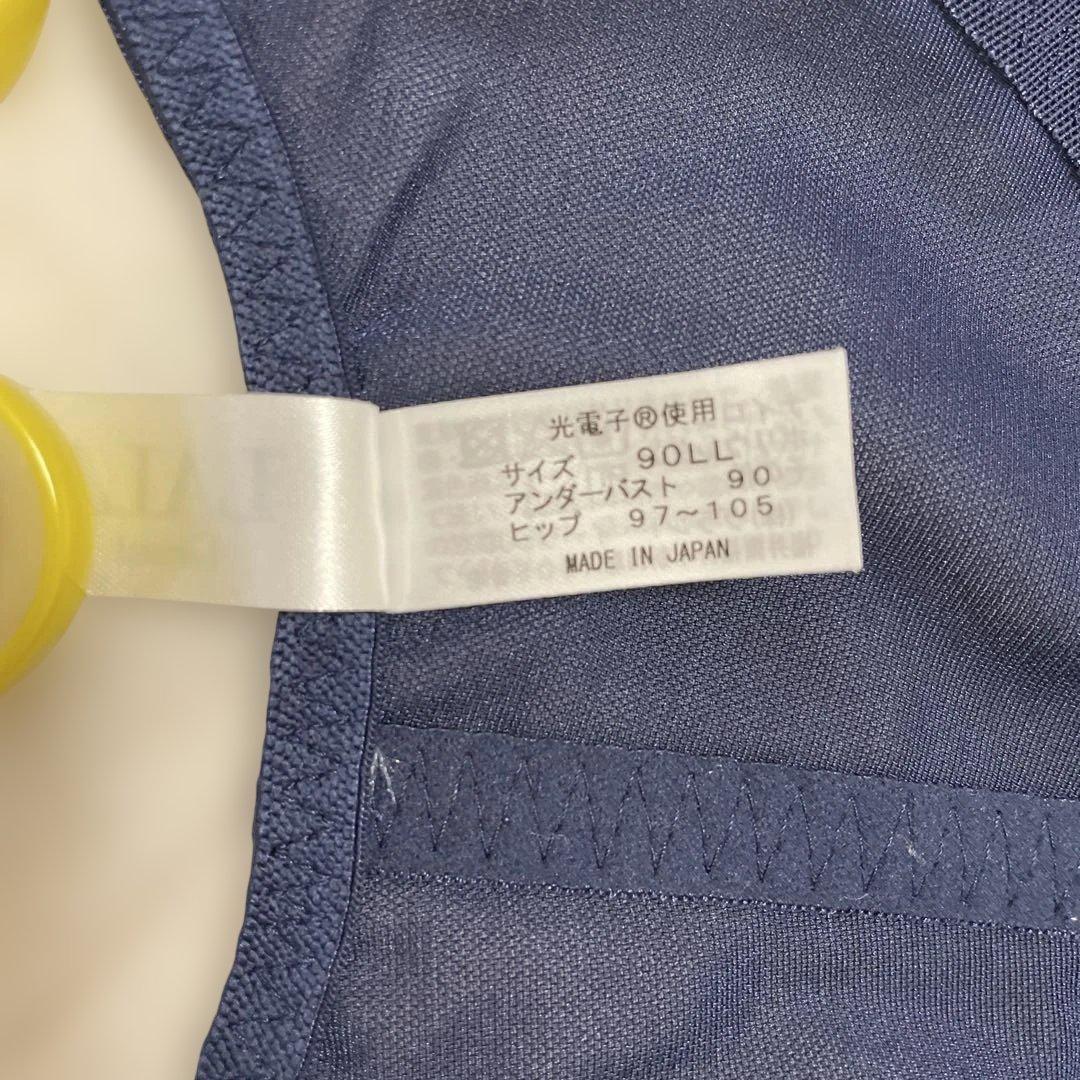 光電子®使用
サイズ 90LL
アンダーバスト 90
ヒップ 97～105
MADE IN JAPAN